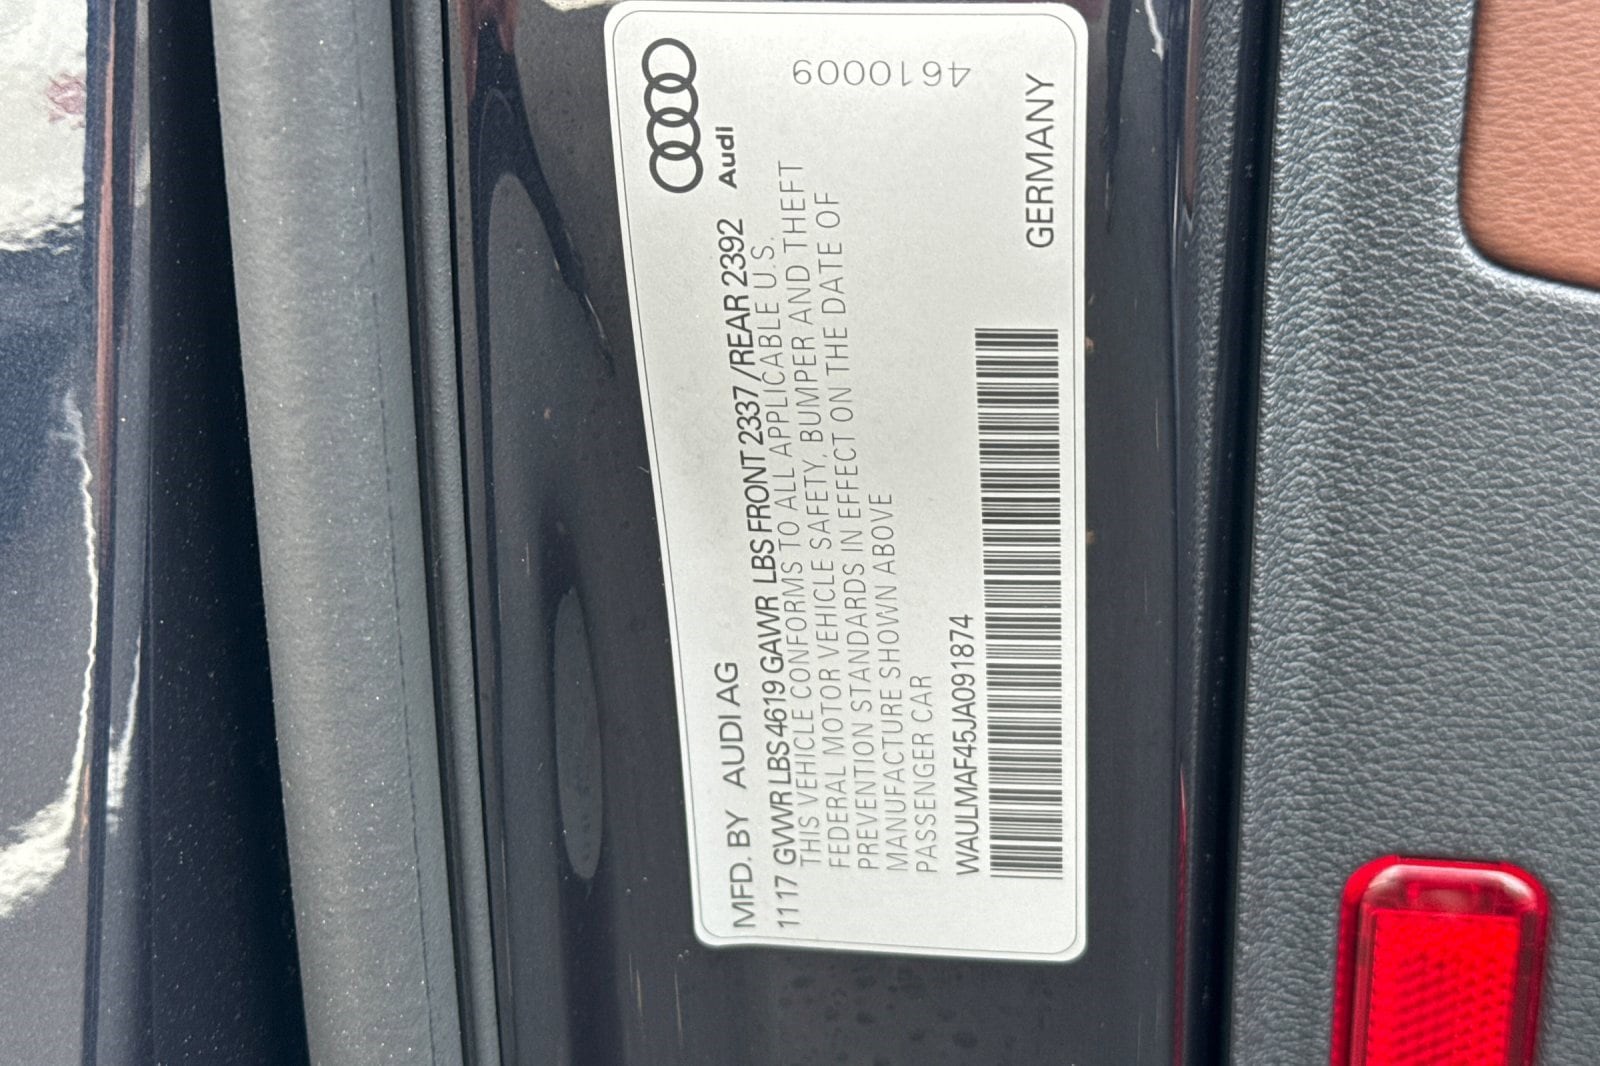 Audi
MFD. BY AUDI AG
11 17 GVWR LBS 4619 GAWR LBS FRONT 2337 /REAR 2392
THIS VEHICLE CONFORMS TO ALL APPLICABLE U.S.
FEDERAL MOTOR VEHICLE SAFETY, BUMPER AND THEFT
PREVENTION STANDARDS IN EFFECT ON THE DATE OF
MANUFACTURE SHOWN ABOVE
PASSENGER CAR
WAULMAF45JA091874
GERMANY
4610009